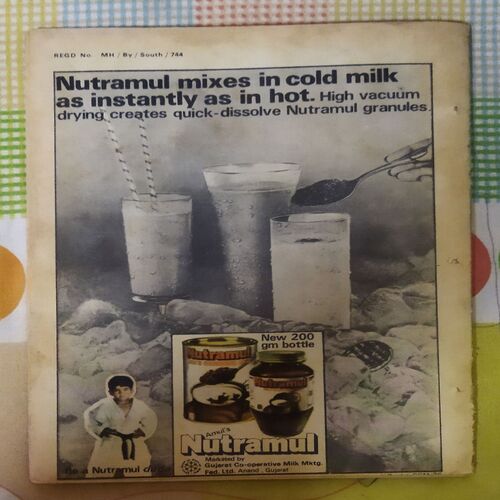 REGD No. MH / By / South / 744
Nutramul mixes in cold milk
as instantly as in hot. High vacuum
drying creates quick-dissolve Nutramul granules.
New 200
gm bottle
Nutramul
Nutramul
Amul's
Nutramul
Marketed by
Gujarat Co-operative Milk Mktg.
Fed. Ltd. Anand, Gujarat
Be a Nutramul